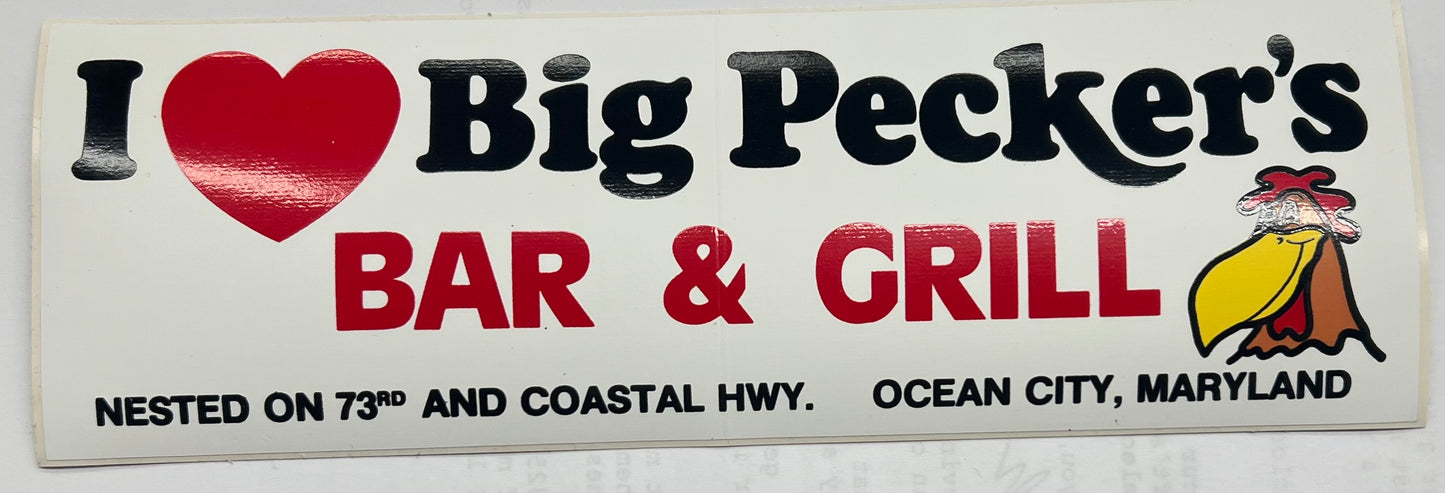 I ❤ Big Pecker's
BAR & GRILL
NESTED ON 73RD AND COASTAL HWY. OCEAN CITY, MARYLAND